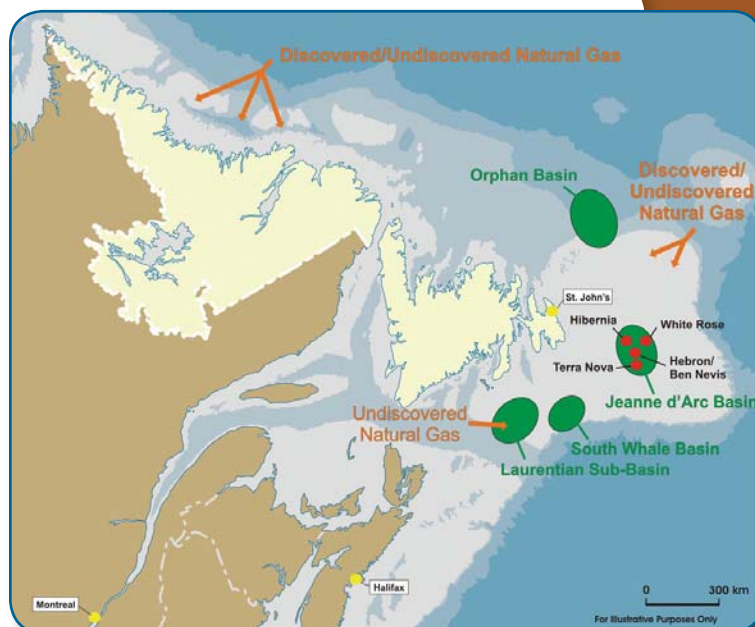 Discovered/Undiscovered Natural Gas
Orphan Basin
Discovered/
Undiscovered
Natural Gas
St. John's
Hibernia
White Rose
Hebron/
Ben Nevis
Terra Nova
Jeanne d'Arc Basin
Undiscovered
Natural Gas
South Whale Basin
Laurentian Sub-Basin
Halifax
Montreal
0 300 km
For Illustrative Purposes Only